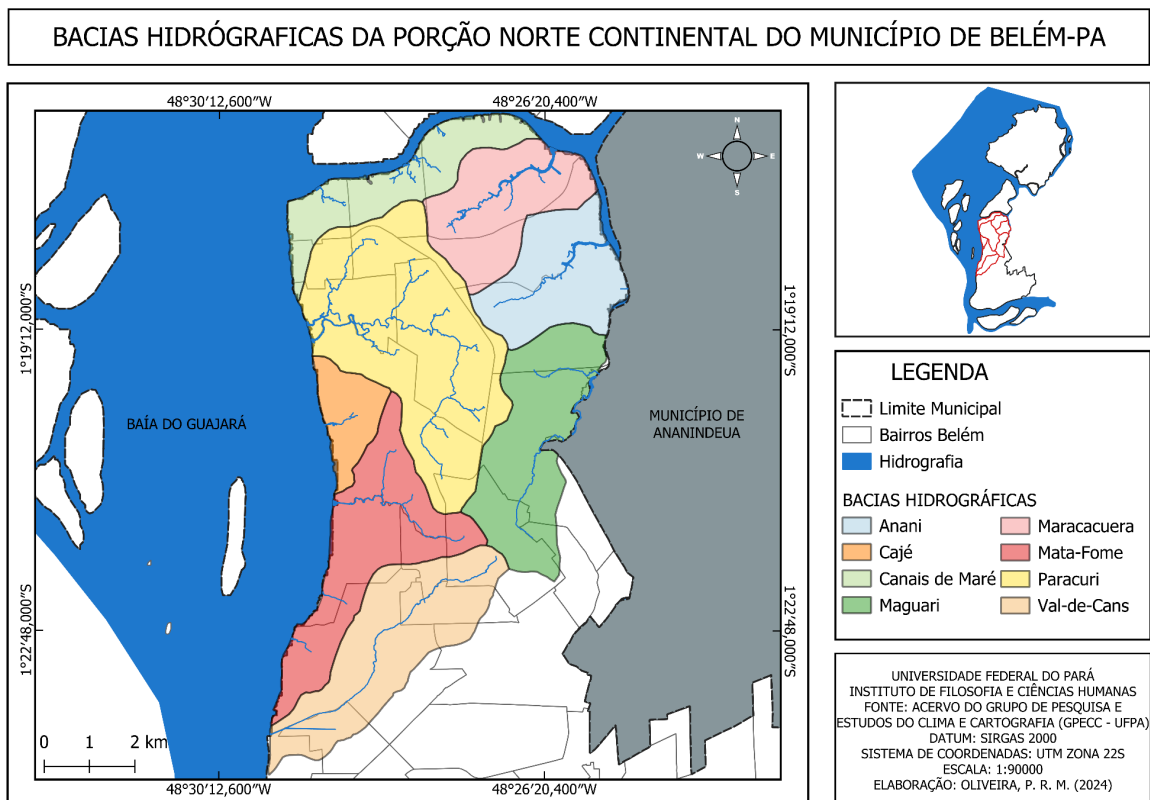 BACIAS HIDRÓGRAFICAS DA PORÇÃO NORTE CONTINENTAL DO MUNICÍPIO DE BELÉM-PA
48°30′12,600″W
48°26′20,400″W
1°19′12,000″S
1°19′12,000″S
N
W
E
S
BAÍA DO GUAJARÁ
MUNICÍPIO DE
ANANINDEUA
1°22′48,000″S
1°22′48,000″S
0 1 2 km
48°30′12,600″W
48°26′20,400″W
LEGENDA
Limite Municipal
Bairros Belém
Hidrografia
BACIAS HIDROGRÁFICAS
Anani
Cajé
Canais de Maré
Maguari
Maracacuera
Mata-Fome
Paracuri
Val-de-Cans
UNIVERSIDADE FEDERAL DO PARÁ
INSTITUTO DE FILOSOFIA E CIÊNCIAS HUMANAS
FONTE: ACERVO DO GRUPO DE PESQUISA E
ESTUDOS DO CLIMA E CARTOGRAFIA (GPECC - UFPA)
DATUM: SIRGAS 2000
SISTEMA DE COORDENADAS: UTM ZONA 22S
ESCALA: 1:90000
ELABORAÇÃO: OLIVEIRA, P. R. M. (2024)